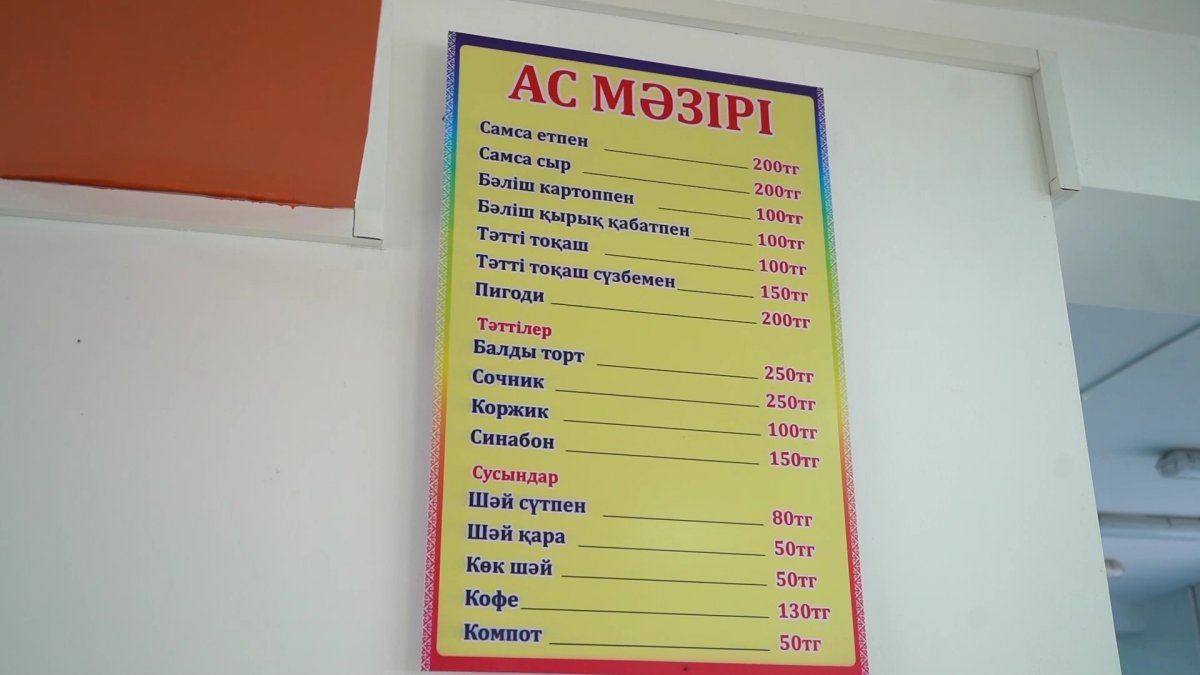 АС МӘЗІРІ
Самса етпен 200тг
Самса сыр 200тг
Бәліш картоппен 100тг
Бәліш қырық қабатпен 100тг
Тәтті тоқаш 100тг
Тәтті тоқаш сүзбемен 150тг
Пигоди 200тг
Тәттілер
Балды торт 250тг
Сочник 250тг
Коржик 100тг
Синабон 150тг
Сусындар
Шәй сүтпен 80тг
Шәй қара 50тг
Көк шәй 50тг
Кофе 130тг
Компот 50тг